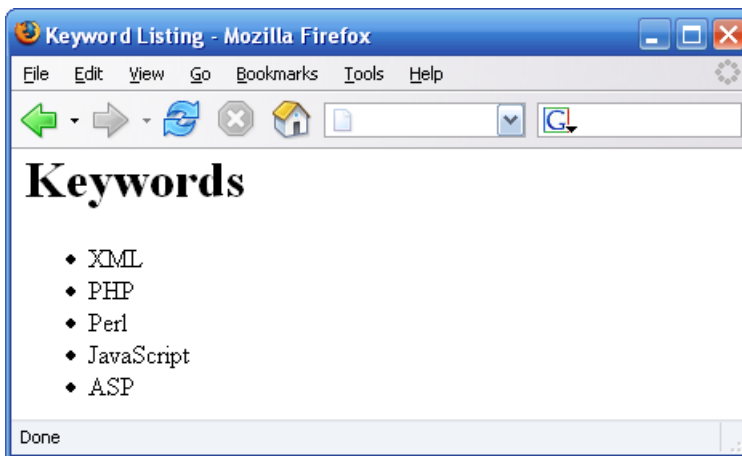 Keyword Listing - Mozilla Firefox
File Edit View Go Bookmarks Tools Help
G
Keywords
• XML
• PHP
• Perl
• JavaScript
• ASP
Done